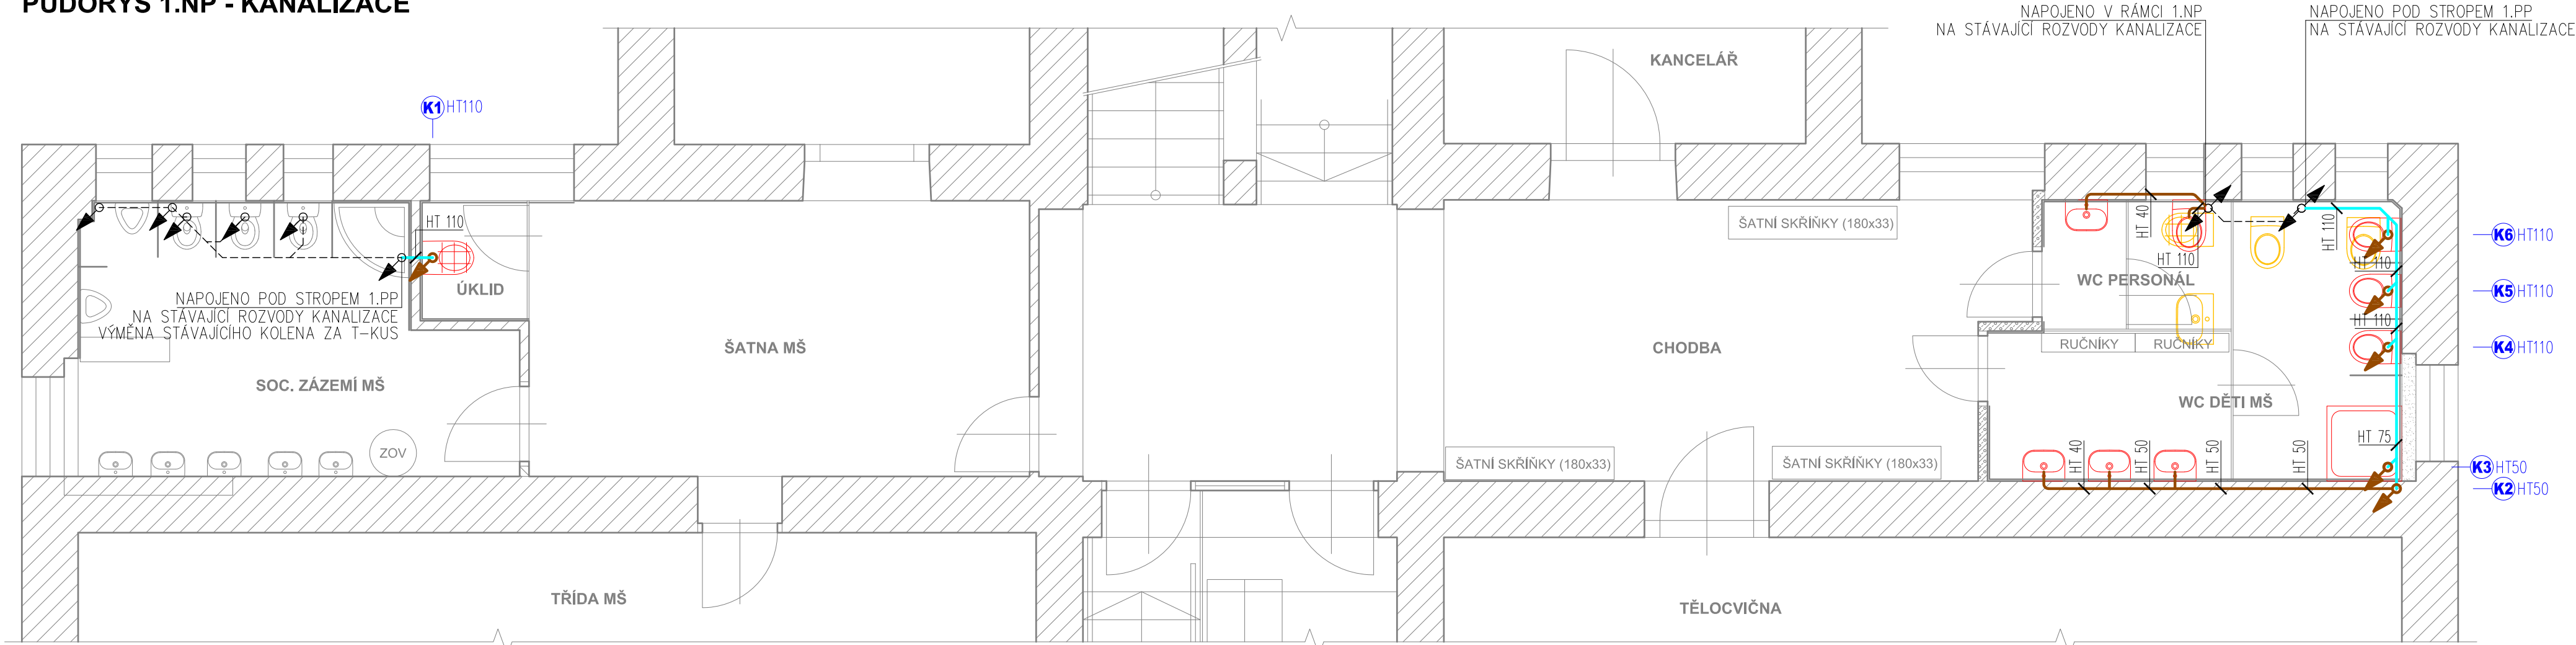 PŮDORYS 1.NP - KANALIZACE
NAPOJENO V RÁMCI 1.NP
NA STÁVAJÍCÍ ROZVODY KANALIZACE
NAPOJENO POD STROPEM 1.PP
NA STÁVAJÍCÍ ROZVODY KANALIZACE
KANCELÁŘ
K1 HT110
HT 110
ÚKLID
NAPOJENO POD STROPEM 1.PP
NA STÁVAJÍCÍ ROZVODY KANALIZACE
VÝMĚNA STÁVAJÍCÍHO KOLENA ZA T-KUS
SOC. ZÁZEMÍ MŠ
ZOV
ŠATNA MŠ
ŠATNÍ SKŘÍŇKY (180x33)
CHODBA
ŠATNÍ SKŘÍŇKY (180x33)
ŠATNÍ SKŘÍŇKY (180x33)
HT 40
HT 110
HT 110
WC PERSONÁL
RUČNÍKY
RUČNÍKY
HT 110
HT 110
WC DĚTI MŠ
HT 75
HT 40
HT 50
HT 50
HT 50
K6 HT110
K5 HT110
K4 HT110
K3 HT50
K2 HT50
TŘÍDA MŠ
TĚLOCVIČNA